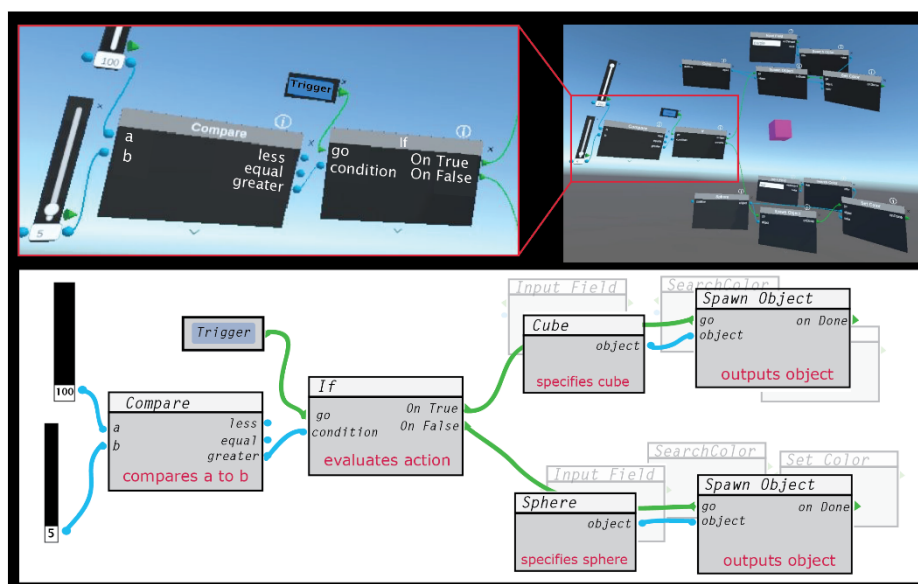 100
Trigger
Compare
If
a
b
less
equal
greater
go
condition
On True
On False
5
Input Field
SearchColor
Spawn Object
Cube
go
on Done
object
object
specifies cube
outputs object
Trigger
100
If
Compare
go
On True
a
less
condition
On False
b
equal
greater
evaluates action
compares a to b
5
Input Field
SearchColor
Set Color
Spawn Object
Sphere
go
on Done
object
object
specifies sphere
outputs object